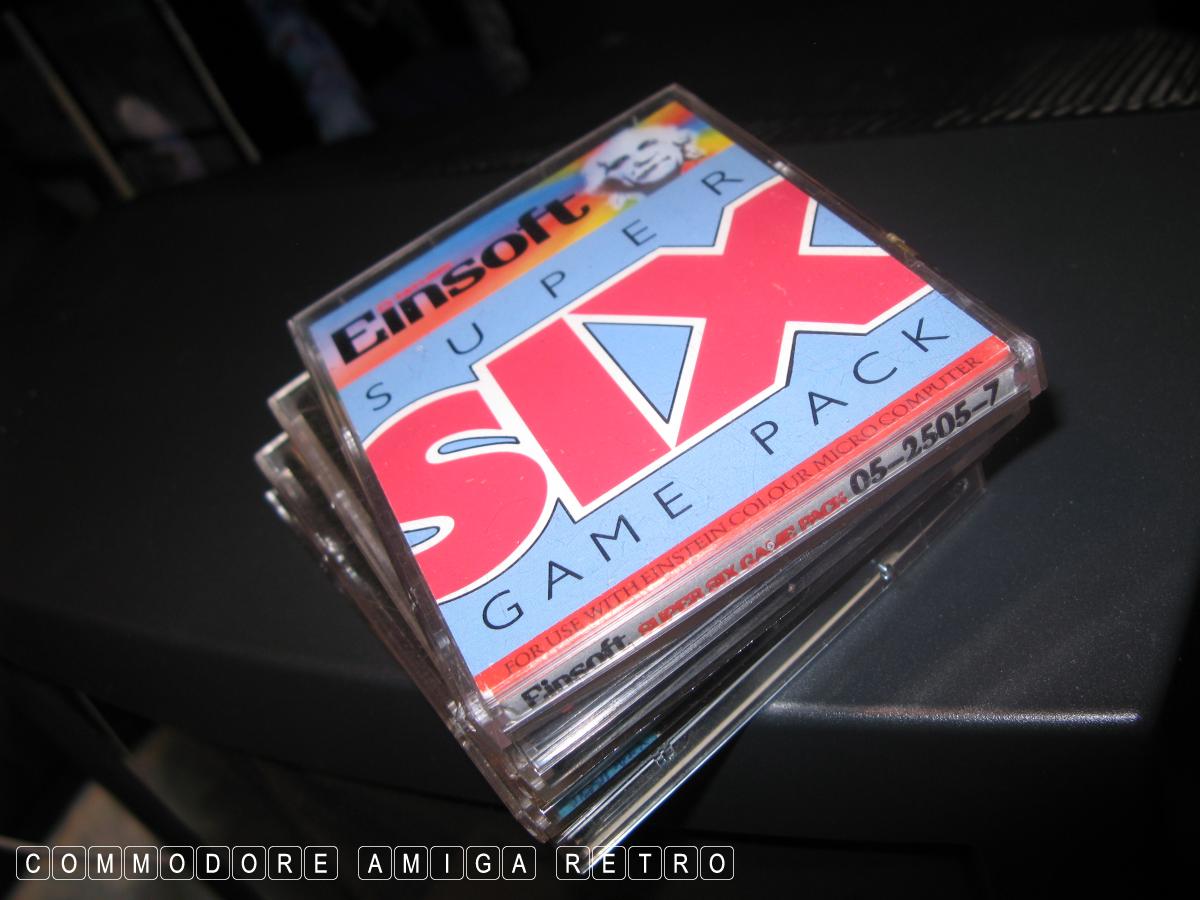 Einsoft
SUPER
SIX
GAME PACK
FOR USE WITH EINSTEIN COLOUR MICRO COMPUTER
Einsoft SUPER SIX GAME PACK 05-2505-7
COMMODORE AMIGA RETRO